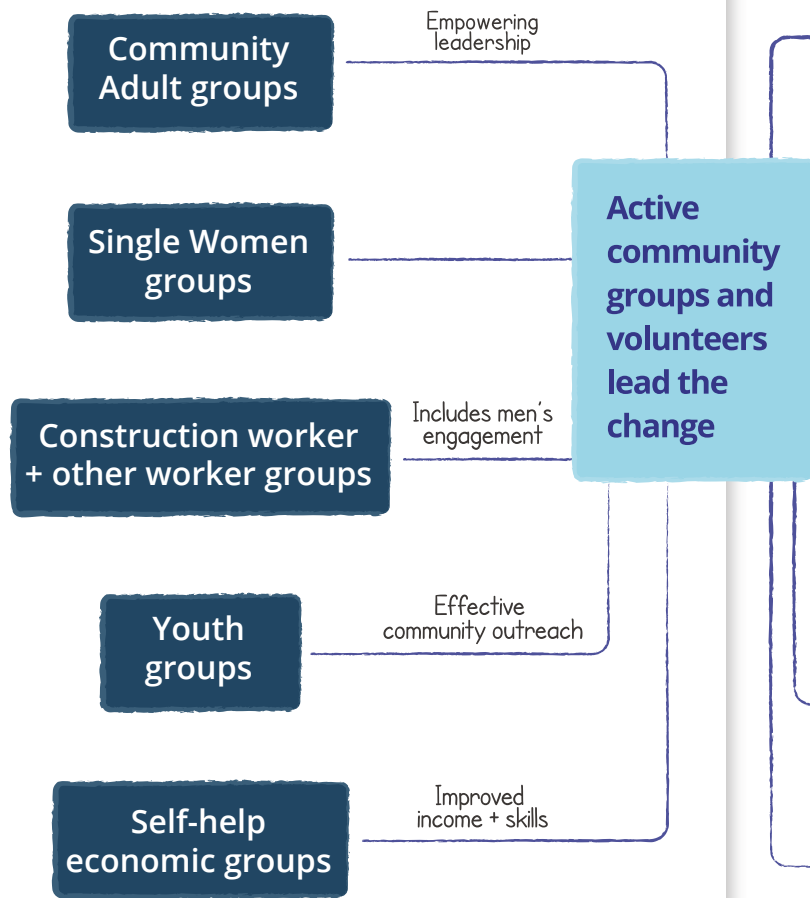 Community
Adult groups
Empowering
leadership
Single Women
groups
Active
community
groups and
volunteers
lead the
change
Construction worker
+ other worker groups
Includes men's
engagement
Youth
groups
Effective
community outreach
Self-help
economic groups
Improved
income + skills